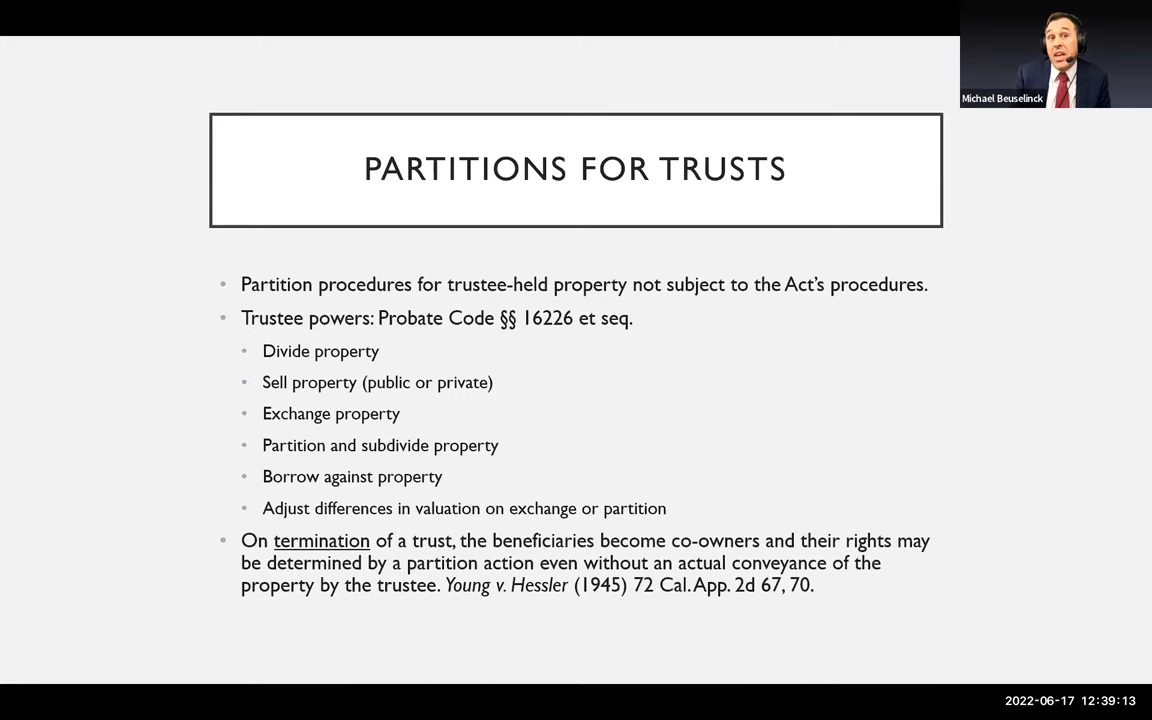 Michael Beuselinck
PARTITIONS FOR TRUSTS
• Partition procedures for trustee-held property not subject to the Act's procedures.
• Trustee powers: Probate Code §§ 16226 et seq.
• Divide property
• Sell property (public or private)
• Exchange property
• Partition and subdivide property
• Borrow against property
• Adjust differences in valuation on exchange or partition
• On termination of a trust, the beneficiaries become co-owners and their rights may
be determined by a partition action even without an actual conveyance of the
property by the trustee. Young v. Hessler (1945) 72 Cal. App. 2d 67, 70.
2022-06-17 12:39:13